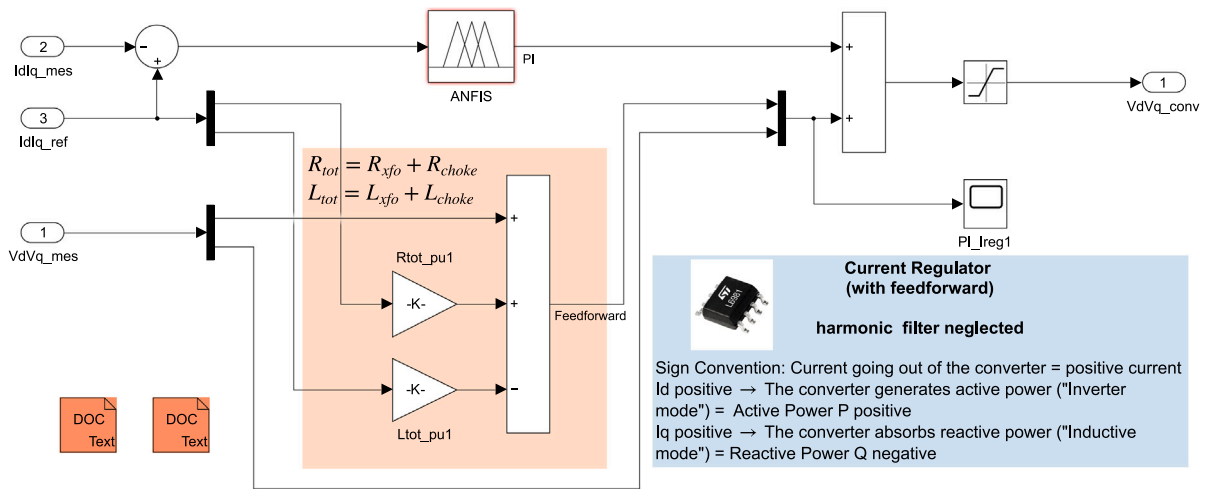 2
IdIq_mes
−
+
3
IdIq_ref
1
VdVq_mes
ANFIS
PI
R_tot = R_xfo + R_choke
L_tot = L_xfo + L_choke
Rtot_pu1
-K-
-K-
Ltot_pu1
+
+
−
Feedforward
+
+
1
VdVq_conv
PI_Ireg1
DOC
Text
DOC
Text
ST
L6981
Current Regulator
(with feedforward)
harmonic filter neglected
Sign Convention: Current going out of the converter = positive current
Id positive → The converter generates active power ("Inverter
mode") = Active Power P positive
Iq positive → The converter absorbs reactive power ("Inductive
mode") = Reactive Power Q negative